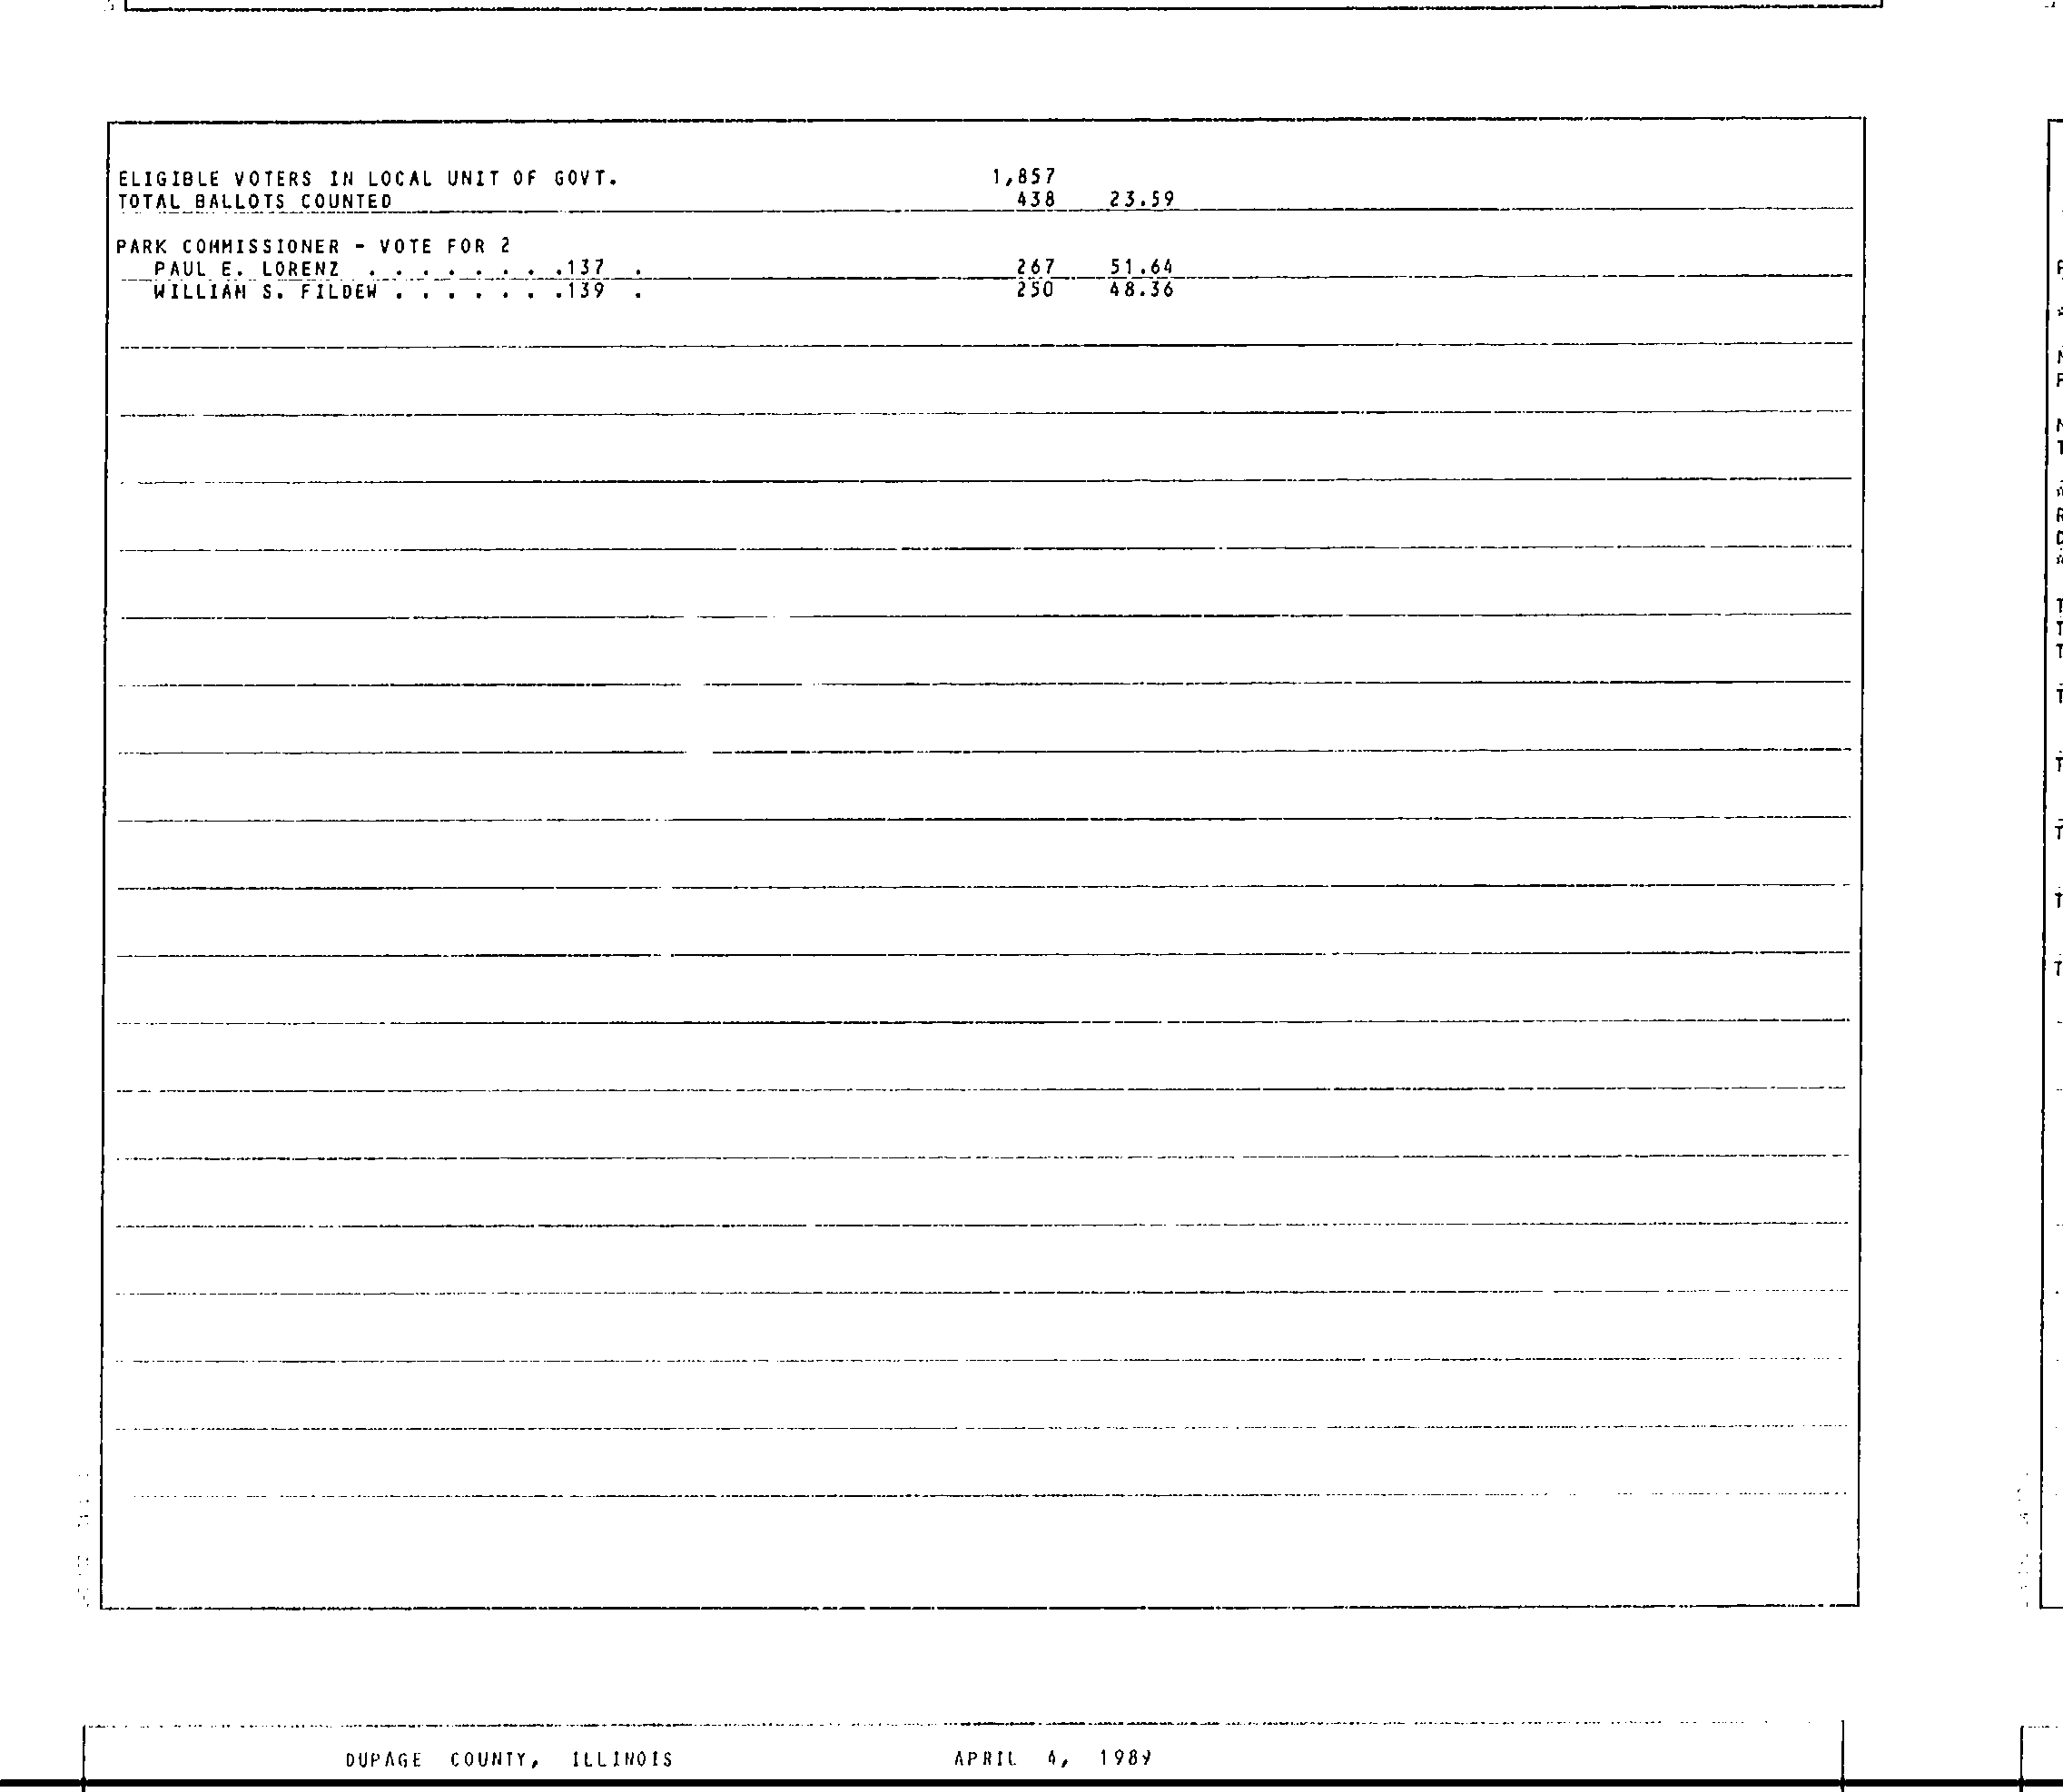 ELIGIBLE VOTERS IN LOCAL UNIT OF GOVT. 1,857
TOTAL BALLOTS COUNTED 438 23.59
PARK COMMISSIONER - VOTE FOR 2
PAUL E. LORENZ . . . . . . . .137 . 267 51.64
WILLIAM S. FILDEW . . . . . . .139 . 250 48.36
DUPAGE COUNTY, ILLINOIS APRIL 4, 1989